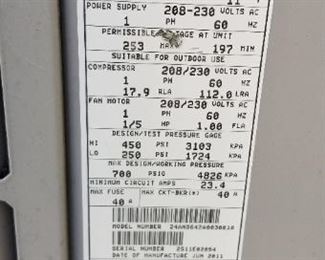 POWER SUPPLY 208-230 VOLTS AC
1 PH 60 HZ
PERMISSIBLE VOLTAGE AT UNIT
253 MAX 197 MIN
SUITABLE FOR OUTDOOR USE
COMPRESSOR 208/230 VOLTS AC
1 PH 60 HZ
17.9 RLA 112.0 LRA
FAN MOTOR 208/230 VOLTS AC
1 PH 60 HZ
1/5 HP 1.00 FLA
DESIGN/TEST PRESSURE GAGE
HI 450 PSI 3103 KPA
LO 250 PSI 1724 KPA
MAX DESIGN/WORKING PRESSURE
700 PSIG 4826 KPA
MINIMUM CIRCUIT AMPS 23.4
MAX FUSE MAX CKT-BKR(*) 40 A
40 A
MODEL NUMBER 24ANB642A0030010
SERIAL NUMBER 2511E02894
DATE OF MANUFACTURE JUN 2011